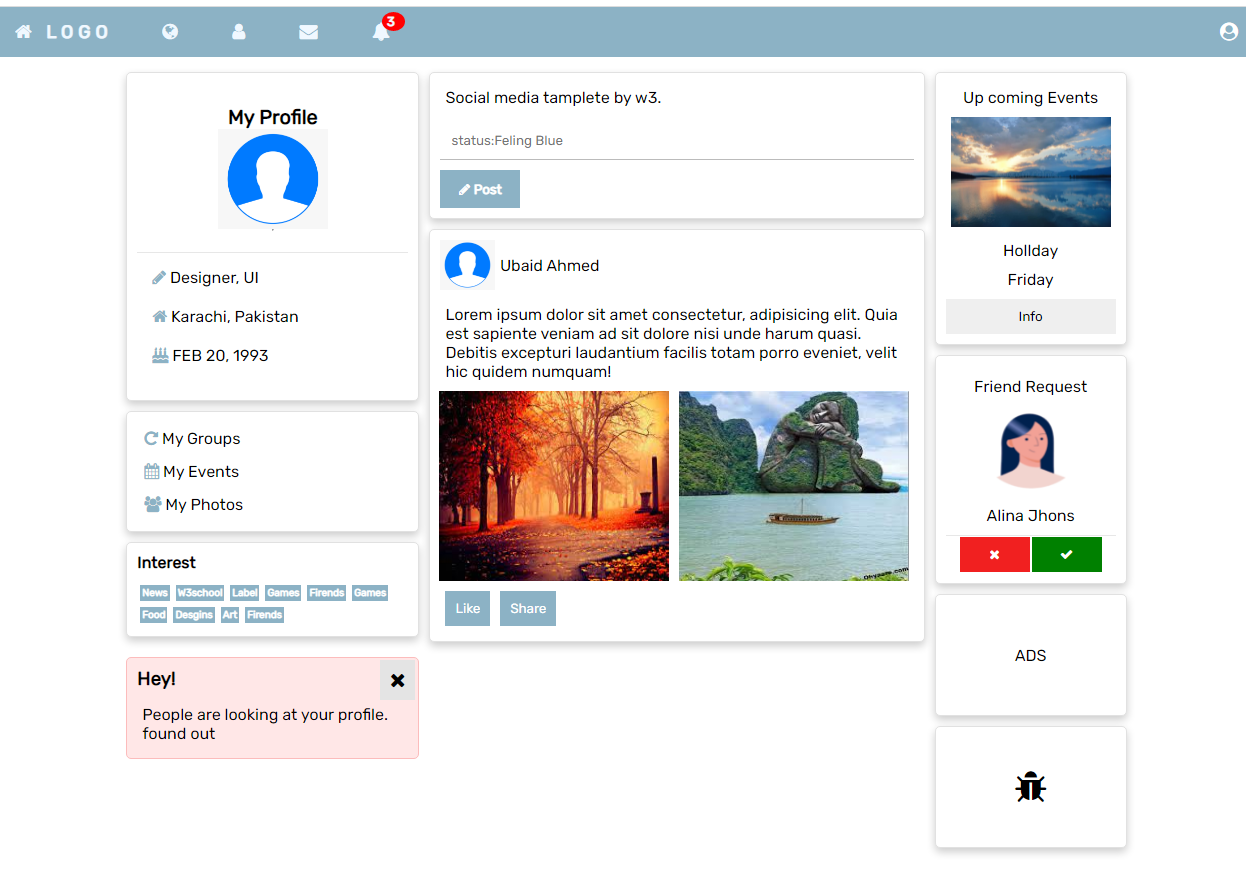 LOGO
3
My Profile
Designer, UI
Karachi, Pakistan
FEB 20, 1993
My Groups
My Events
My Photos
Interest
News W3school Label Games Firends Games
Food Desgins Art Firends
Hey!
People are looking at your profile.
found out
Social media tamplete by w3.
status:Feling Blue
Post
Ubaid Ahmed
Lorem ipsum dolor sit amet consectetur, adipisicing elit. Quia
est sapiente veniam ad sit dolore nisi unde harum quasi.
Debitis excepturi laudantium facilis totam porro eveniet, velit
hic quidem numquam!
Like Share
Up coming Events
Hollday
Friday
Info
Friend Request
Alina Jhons
ADS